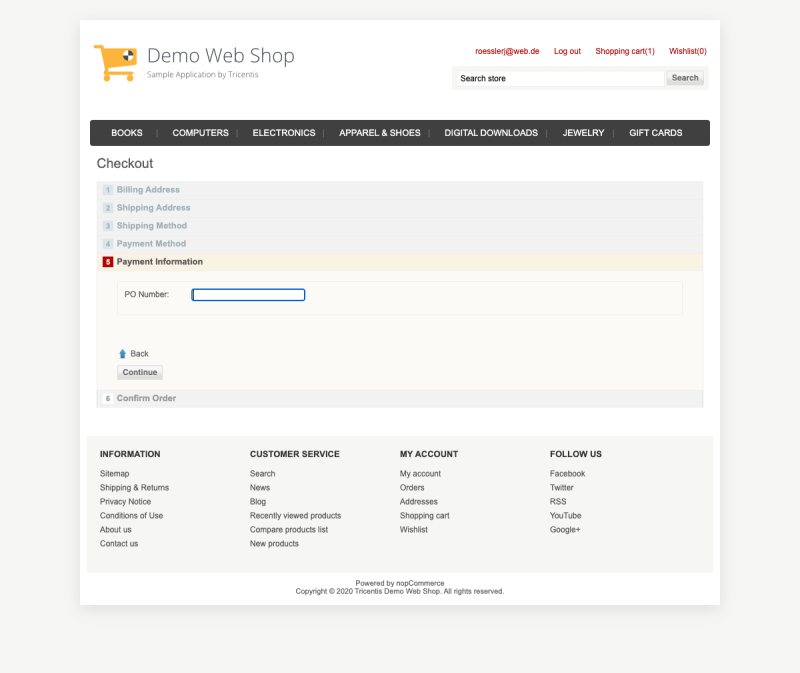 Demo Web Shop
Sample Application by Tricentis
roesslerj@web.de Log out Shopping cart(1) Wishlist(0)
Search store Search
BOOKS | COMPUTERS | ELECTRONICS | APPAREL & SHOES | DIGITAL DOWNLOADS | JEWELRY | GIFT CARDS
Checkout
1 Billing Address
2 Shipping Address
3 Shipping Method
4 Payment Method
5 Payment Information
PO Number:
Back
Continue
6 Confirm Order
INFORMATION
Sitemap
Shipping & Returns
Privacy Notice
Conditions of Use
About us
Contact us
CUSTOMER SERVICE
Search
News
Blog
Recently viewed products
Compare products list
New products
MY ACCOUNT
My account
Orders
Addresses
Shopping cart
Wishlist
FOLLOW US
Facebook
Twitter
RSS
YouTube
Google+
Powered by nopCommerce
Copyright © 2020 Tricentis Demo Web Shop. All rights reserved.